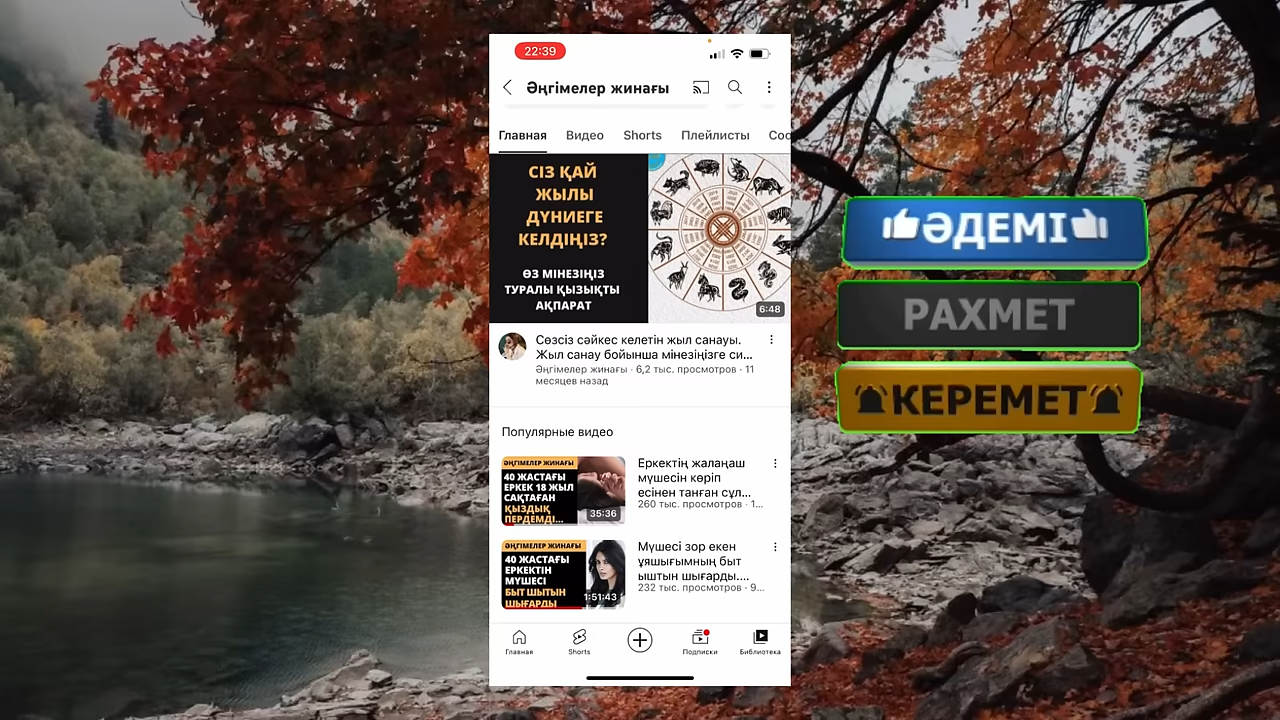 22:39
Әңгімелер жинағы
Главная Видео Shorts Плейлисты Соо
СІЗ ҚАЙ
ЖЫЛЫ
ДҮНИЕГЕ
КЕЛДІҢІЗ?
ӨЗ МІНЕЗІҢІЗ
ТУРАЛЫ ҚЫЗЫҚТЫ
АҚПАРАТ
6:48
Сөзсіз сәйкес келетін жыл санауы.
Жыл санау бойынша мінезіңізге си...
Әңгімелер жинағы · 6,2 тыс. просмотров · 11
месяцев назад
Популярные видео
ӘҢГІМЕЛЕР ЖИНАҒЫ
40 ЖАСТАҒЫ
ЕРКЕК 18 ЖЫЛ
САҚТАҒАН
ҚЫЗДЫҚ
ПЕРДЕМДІ...
35:36
Еркектің жалаңаш
мүшесін көріп
есінен танған сұл...
260 тыс. просмотров · 1...
ӘҢГІМЕЛЕР ЖИНАҒЫ
40 ЖАСТАҒЫ
ЕРКЕКТІН
МҮШЕСІ
БЫТ ШЫТЫН
ШЫҒАРДЫ
1:51:43
Мүшесі зор екен
ұяшығымның быт
ыштын шығарды....
232 тыс. просмотров · 9...
Главная Shorts Подписки Библиотека
ӘДЕМІ
РАХМЕТ
КЕРЕМЕТ